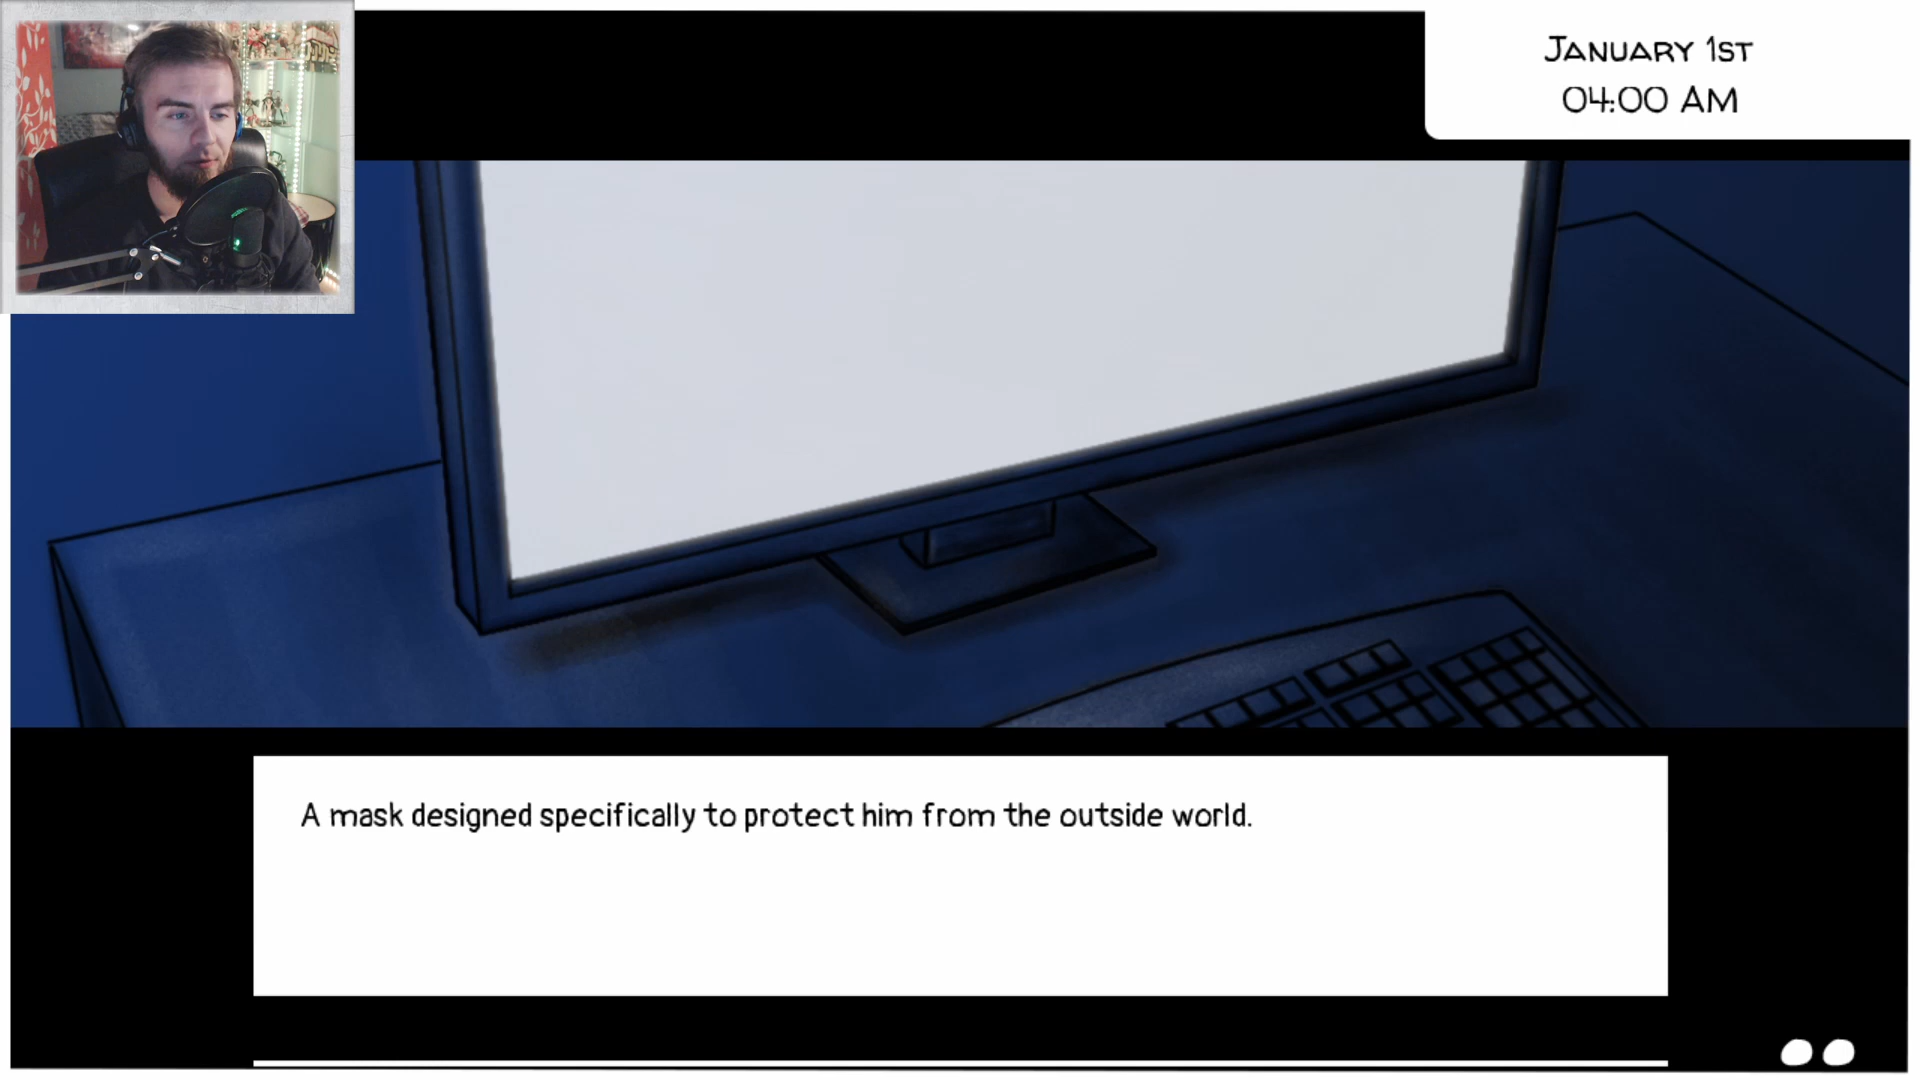 JANUARY 1ST
04:00 AM
A mask designed specifically to protect him from the outside world.